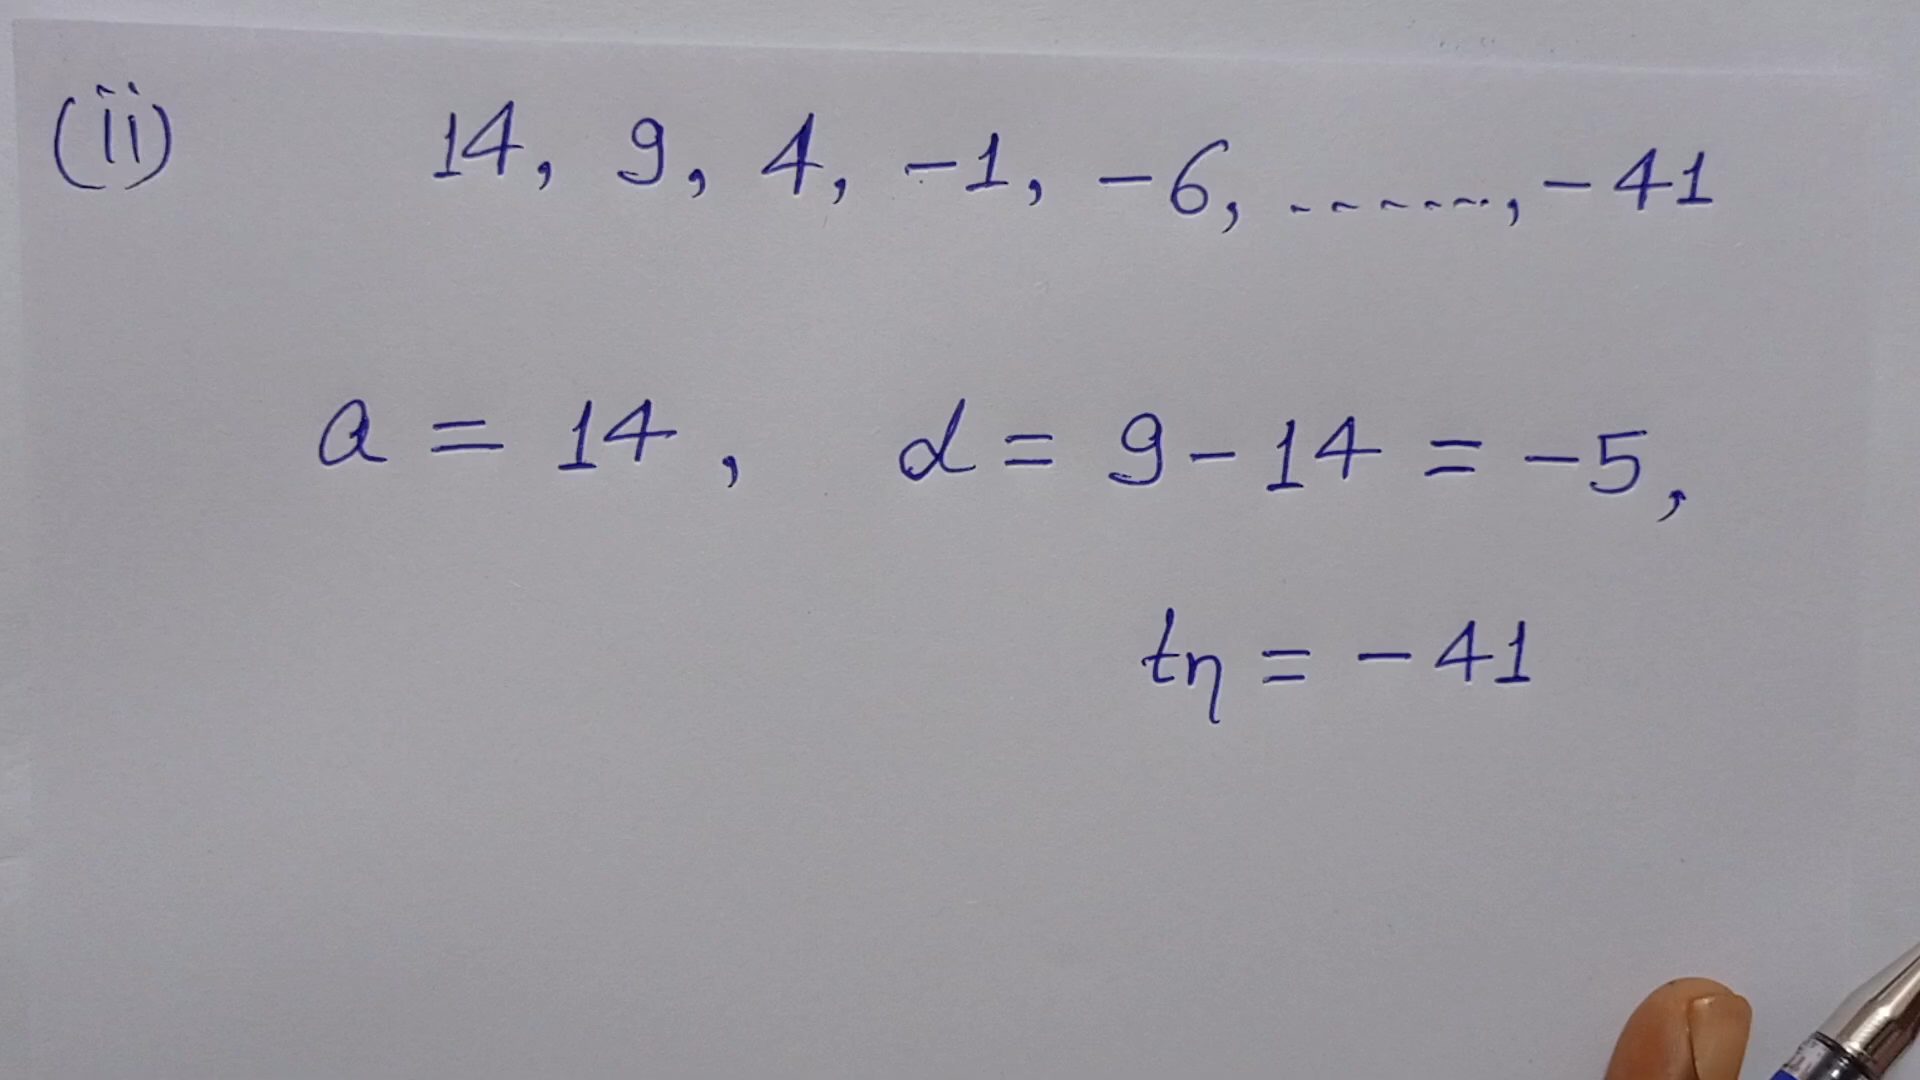 (ii) 14, 9, 4, -1, -6, ......., -41
a = 14, d = 9 - 14 = -5,
tn = -41